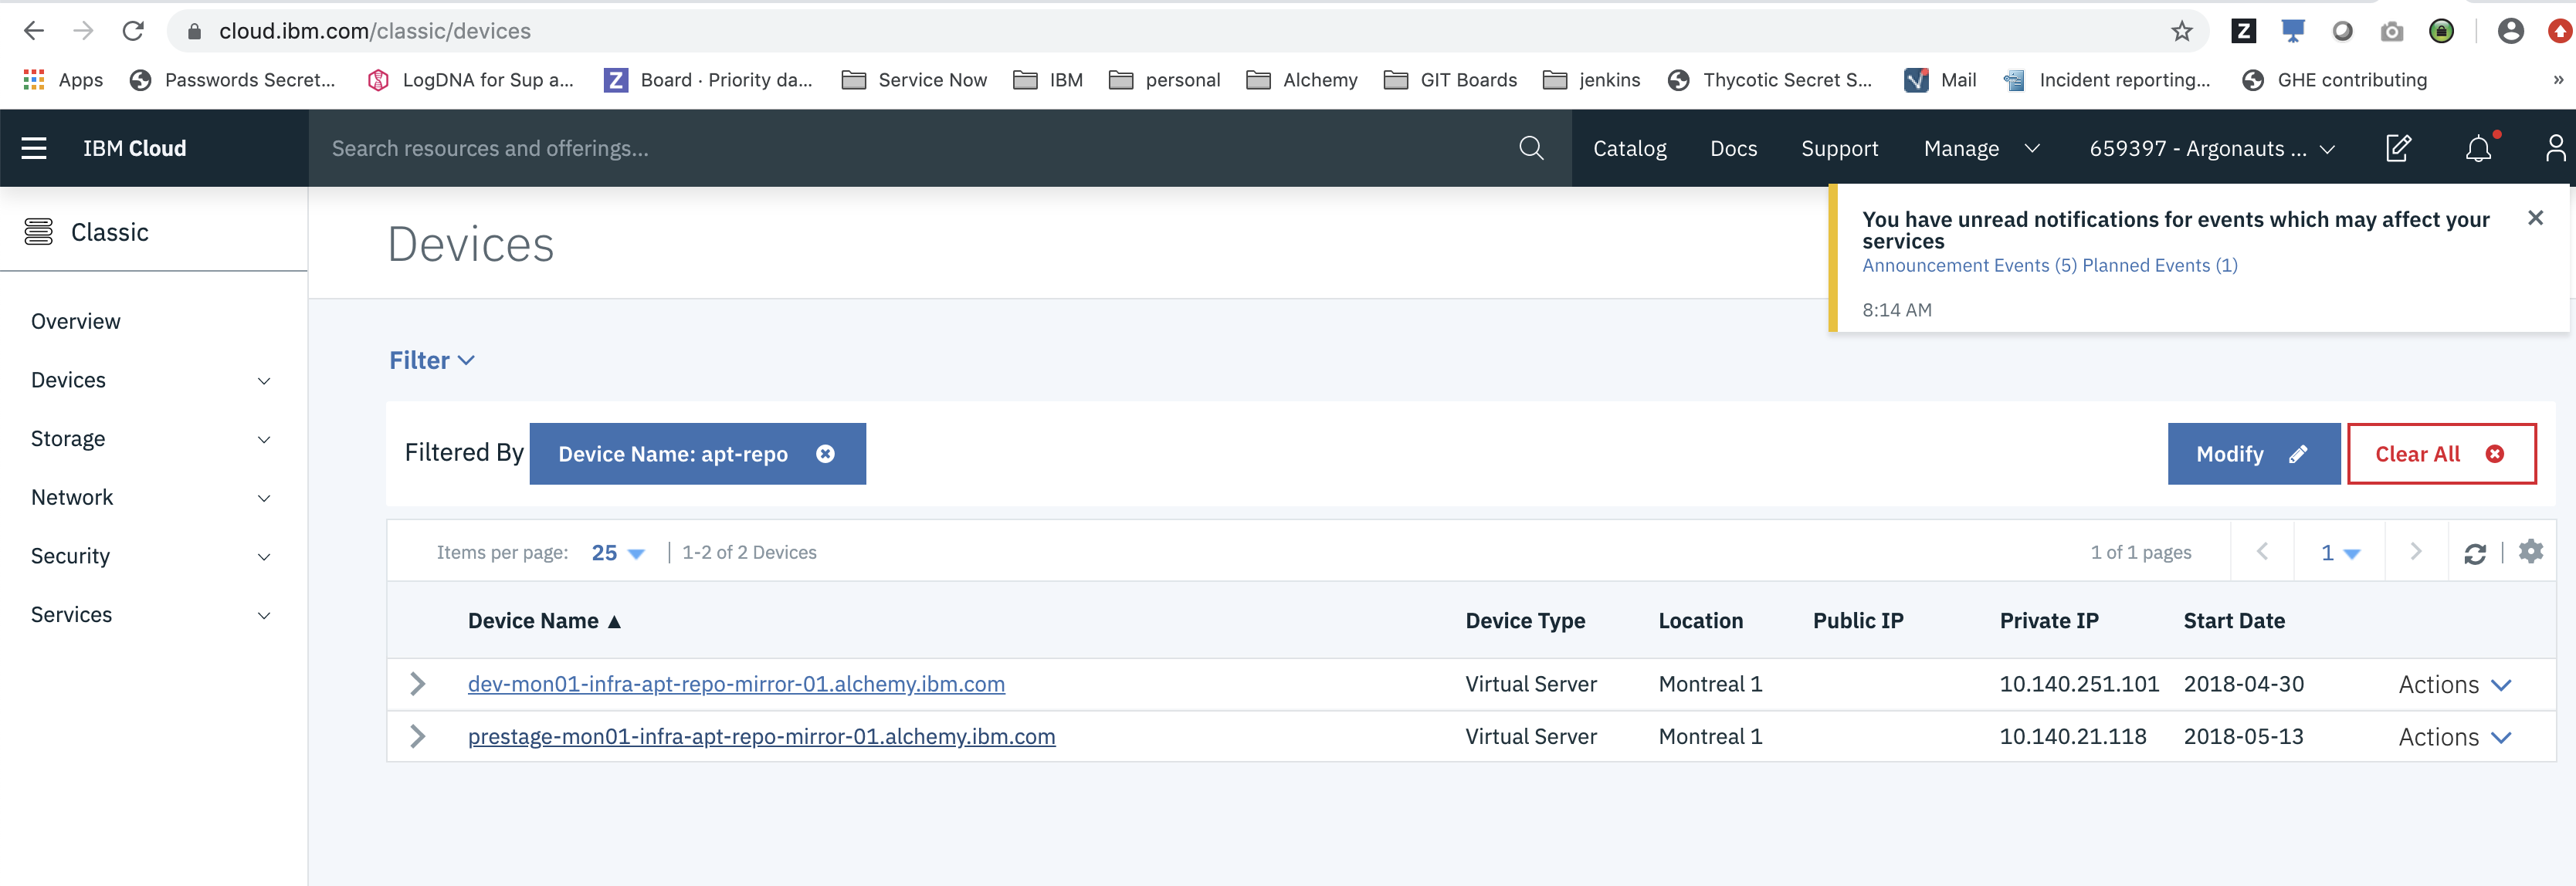 cloud.ibm.com/classic/devices
Apps Passwords Secret... LogDNA for Sup a... Board · Priority da... Service Now IBM personal Alchemy GIT Boards jenkins Thycotic Secret S... Mail Incident reporting... GHE contributing »
IBM Cloud Search resources and offerings... Catalog Docs Support Manage 659397 - Argonauts ...
Classic
Overview
Devices
Storage
Network
Security
Services
Devices
You have unread notifications for events which may affect your
services
Announcement Events (5) Planned Events (1)
8:14 AM
Filter
Filtered By Device Name: apt-repo Modify Clear All
Items per page: 25 | 1-2 of 2 Devices 1 of 1 pages 1
Device Name ▲ Device Type Location Public IP Private IP Start Date
dev-mon01-infra-apt-repo-mirror-01.alchemy.ibm.com Virtual Server Montreal 1 10.140.251.101 2018-04-30 Actions
prestage-mon01-infra-apt-repo-mirror-01.alchemy.ibm.com Virtual Server Montreal 1 10.140.21.118 2018-05-13 Actions